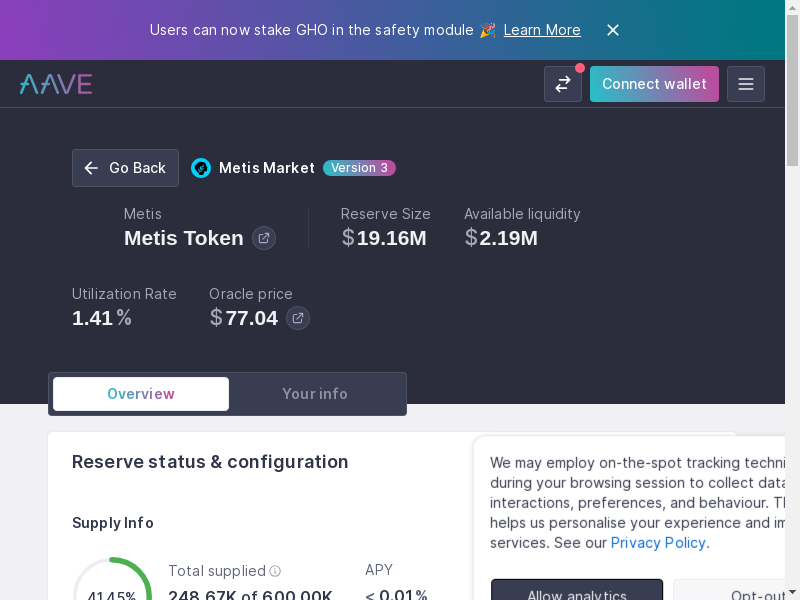 Users can now stake GHO in the safety module 🎉 Learn More
AAVE
Connect wallet
Go Back
Metis Market
Version 3
Metis
Metis Token
Reserve Size
$19.16M
Available liquidity
$2.19M
Utilization Rate
1.41%
Oracle price
$77.04
Overview
Your info
Reserve status & configuration
Supply Info
41.45%
Total supplied
248.67K of 600.00K
APY
< 0.01%
We may employ on-the-spot tracking techni
during your browsing session to collect data
interactions, preferences, and behaviour. Th
helps us personalise your experience and im
services. See our Privacy Policy.
Allow analytics
Opt-out